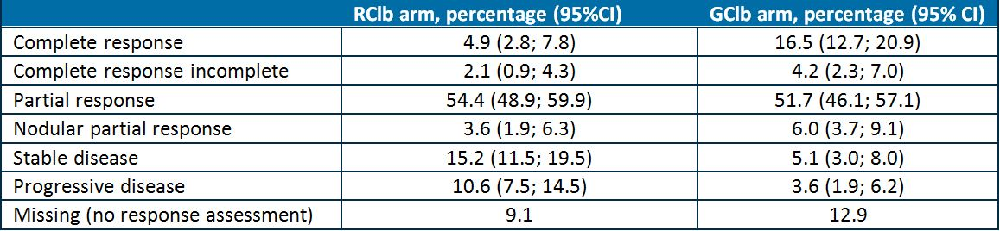 RClb arm, percentage (95%CI) GClb arm, percentage (95% CI)
Complete response 4.9 (2.8; 7.8) 16.5 (12.7; 20.9)
Complete response incomplete 2.1 (0.9; 4.3) 4.2 (2.3; 7.0)
Partial response 54.4 (48.9; 59.9) 51.7 (46.1; 57.1)
Nodular partial response 3.6 (1.9; 6.3) 6.0 (3.7; 9.1)
Stable disease 15.2 (11.5; 19.5) 5.1 (3.0; 8.0)
Progressive disease 10.6 (7.5; 14.5) 3.6 (1.9; 6.2)
Missing (no response assessment) 9.1 12.9